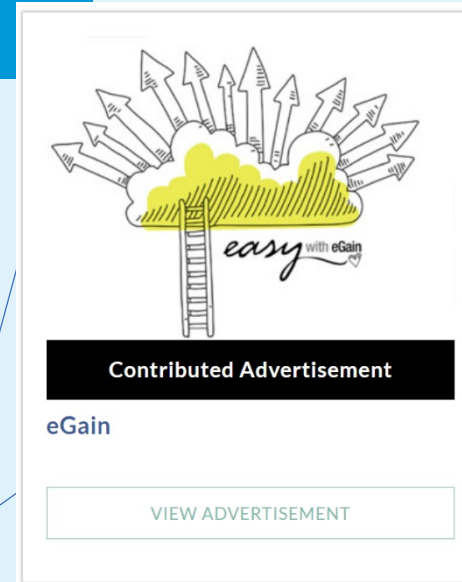 easy with eGain
Contributed Advertisement
eGain
VIEW ADVERTISEMENT